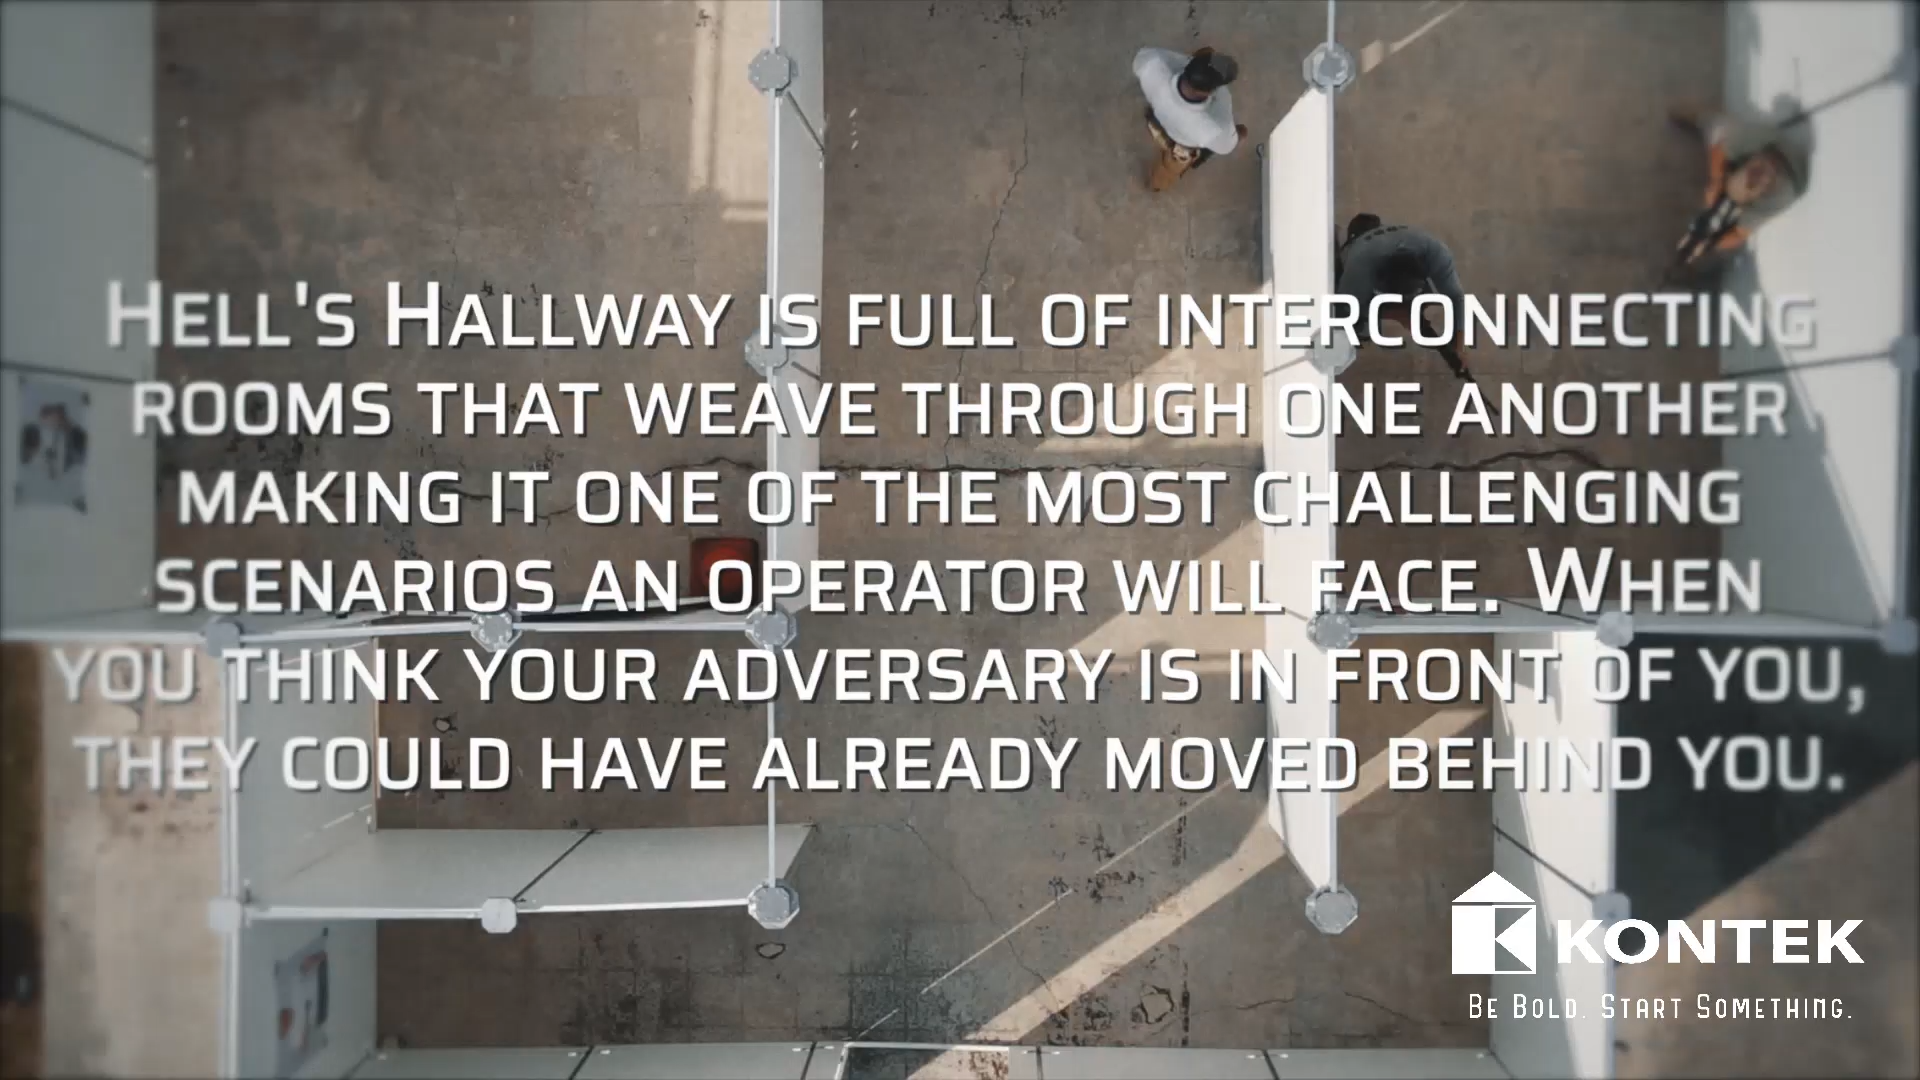 Hell's Hallway is full of interconnecting
rooms that weave through one another
making it one of the most challenging
scenarios an operator will face. When
you think your adversary is in front of you,
they could have already moved behind you.
KONTEK
Be Bold. Start Something.